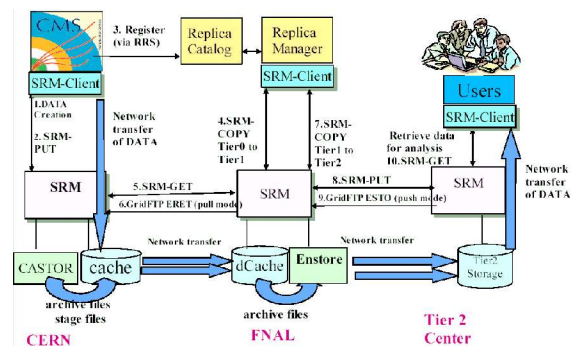 CMS
3. Register
(via RRS)
Replica
Catalog
Replica
Manager
SRM-Client
SRM-Client
Users
SRM-Client
1.DATA
Creation
2. SRM-
PUT
Network
transfer
of DATA
4.SRM-
COPY
Tier0 to
Tier1
7.SRM-
COPY
Tier1 to
Tier2
Retrieve data
for analysis
10.SRM-GET
Network
transfer
of DATA
SRM
5.SRM-GET
6.GridFTP ERET (pull mode)
SRM
8.SRM-PUT
9.GridFTP ESTO (push mode)
SRM
CASTOR
cache
Network transfer
dCache
Enstore
Network transfer
Tier2
Storage
archive files
stage files
archive files
CERN
FNAL
Tier 2
Center